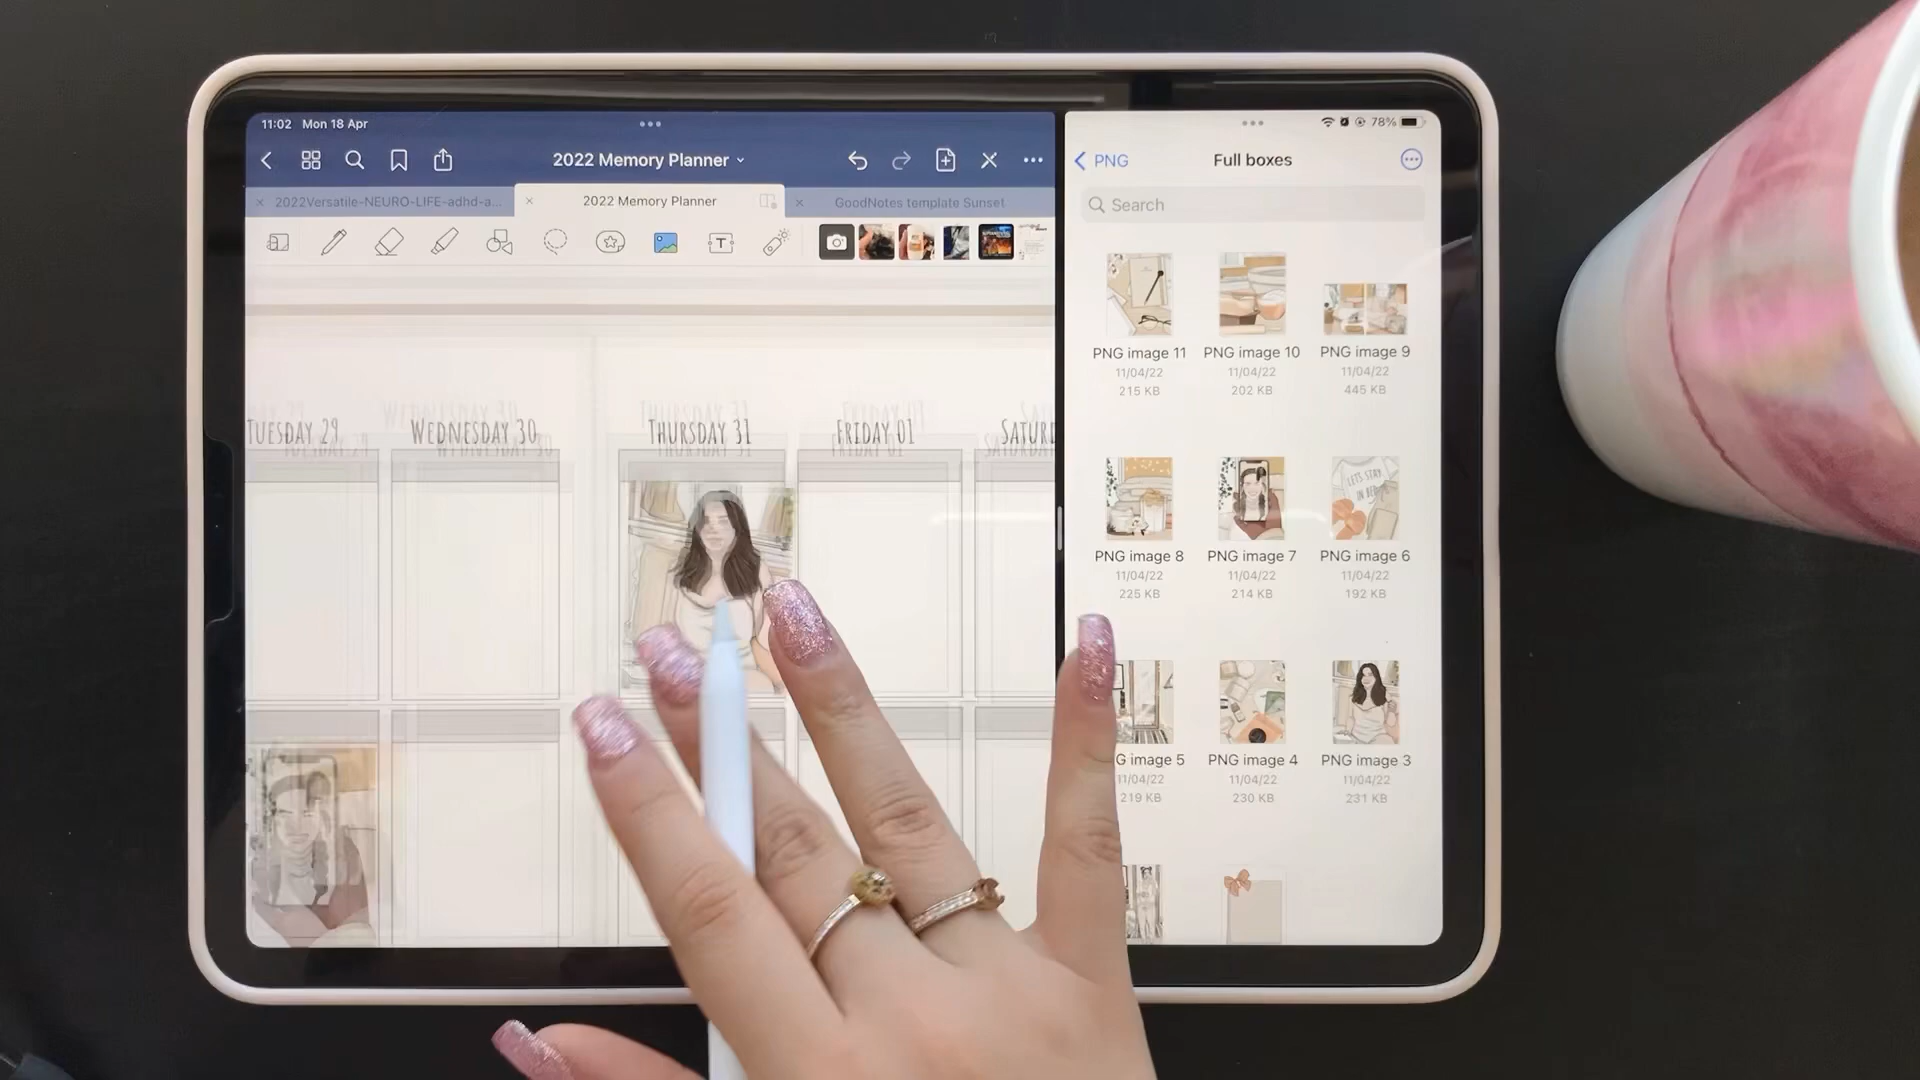 11:02 Mon 18 Apr
78%
2022 Memory Planner
PNG
Full boxes
2022Versatile-NEURO-LIFE-adhd-a...
2022 Memory Planner
GoodNotes template Sunset
Search
T
PNG image 11
PNG image 10
PNG image 9
11/04/22
11/04/22
11/04/22
215 KB
202 KB
445 KB
TUESDAY 29
WEDNESDAY 30
THURSDAY 31
FRIDAY 01
SATUR
LETS STAY
IN BED
PNG image 8
PNG image 7
PNG image 6
11/04/22
11/04/22
11/04/22
225 KB
214 KB
192 KB
G image 5
PNG image 4
PNG image 3
11/04/22
11/04/22
11/04/22
219 KB
230 KB
231 KB